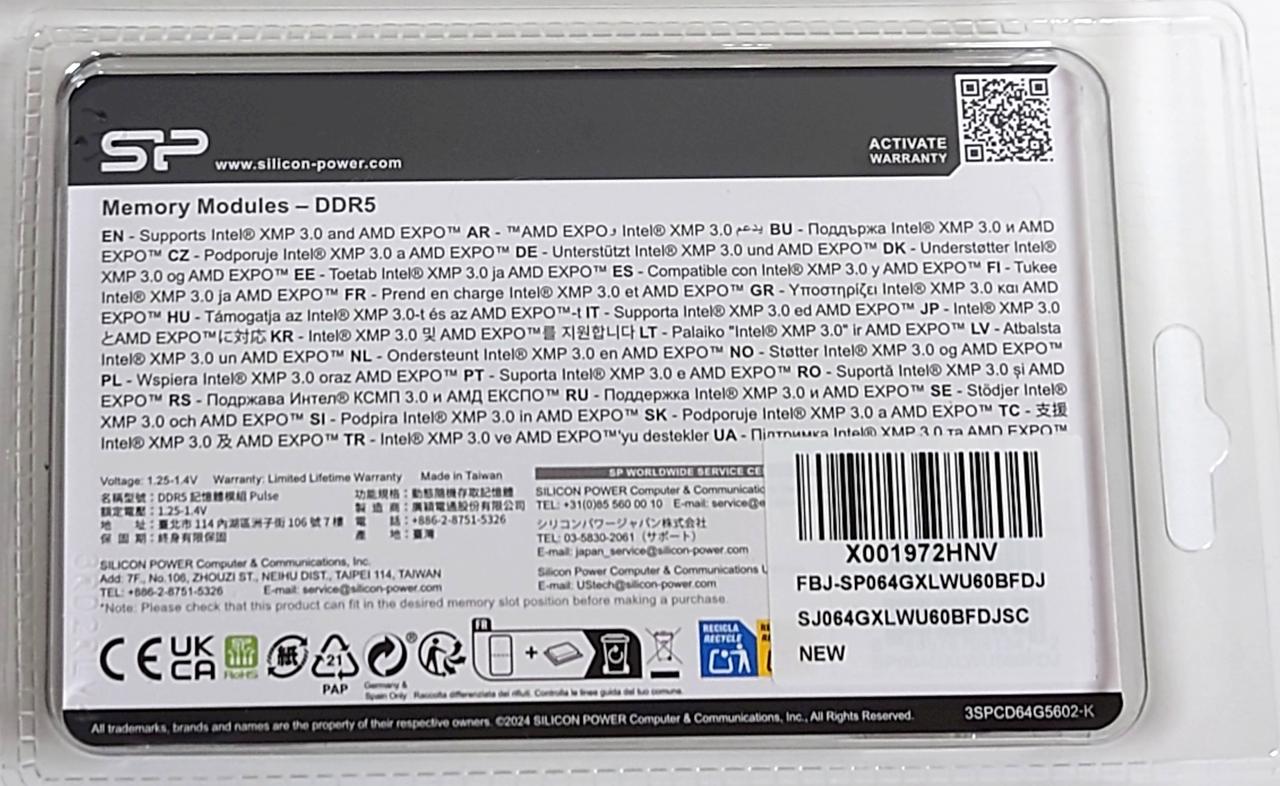 SP www.silicon-power.com
ACTIVATE
WARRANTY
Memory Modules – DDR5
EN - Supports Intel® XMP 3.0 and AMD EXPO™ AR - ™AMD EXPO و Intel® XMP 3.0 يدعم BU - Поддържа Intel® XMP 3.0 и AMD
EXPO™ CZ - Podporuje Intel® XMP 3.0 a AMD EXPO™ DE - Unterstützt Intel® XMP 3.0 und AMD EXPO™ DK - Understøtter Intel®
XMP 3.0 og AMD EXPO™ EE - Toetab Intel® XMP 3.0 ja AMD EXPO™ ES - Compatible con Intel® XMP 3.0 y AMD EXPO™ FI - Tukee
Intel® XMP 3.0 ja AMD EXPO™ FR - Prend en charge Intel® XMP 3.0 et AMD EXPO™ GR - Υποστηρίζει Intel® XMP 3.0 και AMD
EXPO™ HU - Támogatja az Intel® XMP 3.0-t és az AMD EXPO™-t IT - Supporta Intel® XMP 3.0 ed AMD EXPO™ JP - Intel® XMP 3.0
とAMD EXPO™に対応 KR - Intel® XMP 3.0 및 AMD EXPO™를 지원합니다 LT - Palaiko "Intel® XMP 3.0" ir AMD EXPO™ LV - Atbalsta
Intel® XMP 3.0 un AMD EXPO™ NL - Ondersteunt Intel® XMP 3.0 en AMD EXPO™ NO - Støtter Intel® XMP 3.0 og AMD EXPO™
PL - Wspiera Intel® XMP 3.0 oraz AMD EXPO™ PT - Suporta Intel® XMP 3.0 e AMD EXPO™ RO - Suportă Intel® XMP 3.0 și AMD
EXPO™ RS - Подржава Интел® КСМП 3.0 и АМД ЕКСПО™ RU - Поддержка Intel® XMP 3.0 и AMD EXPO™ SE - Stödjer Intel®
XMP 3.0 och AMD EXPO™ SI - Podpira Intel® XMP 3.0 in AMD EXPO™ SK - Podporuje Intel® XMP 3.0 a AMD EXPO™ TC - 支援
Intel® XMP 3.0 及 AMD EXPO™ TR - Intel® XMP 3.0 ve AMD EXPO™'yu destekler UA - Підтримка Intel® XMP 3.0 та AMD EXPO™
Voltage: 1.25-1.4V Warranty: Limited Lifetime Warranty Made in Taiwan
名稱型號：DDR5 記憶體模組 Pulse 功能規格：動態隨機存取記憶體
額定電壓：1.25-1.4V 製造商：廣穎電通股份有限公司
地址：臺北市 114 內湖區洲子街 106 號 7 樓 電話：+886-2-8751-5326
保固期：終身有限保固 產地：臺灣
SILICON POWER Computer & Communications, Inc.
Add: 7F., No.106, ZHOUZI ST., NEIHU DIST., TAIPEI 114, TAIWAN
TEL: +886-2-8751-5326 E-mail: service@silicon-power.com
*Note: Please check that this product can fit in the desired memory slot position before making a purchase.
SP WORLDWIDE SERVICE CE
SILICON POWER Computer & Communicatio
TEL: +31(0)85 560 00 10 E-mail: service@e
シリコンパワージャパン株式会社
TEL: 03-5830-2061（サポート）
E-mail: japan_service@silicon-power.com
Silicon Power Computer & Communications U
E-mail: UStech@silicon-power.com
X001972HNV
FBJ-SP064GXLWU60BFDJ
SJ064GXLWU60BFDJSC
NEW
CE UK CA RoHS 紙 21 PAP
Germany & Spain Only
FR
RECICLA
RECYCLE
Raccolta differenziata dei rifiuti. Controlla le linee guida del tuo comune.
All trademarks, brands and names are the property of their respective owners. ©2024 SILICON POWER Computer & Communications, Inc., All Rights Reserved.
3SPCD64G5602-K